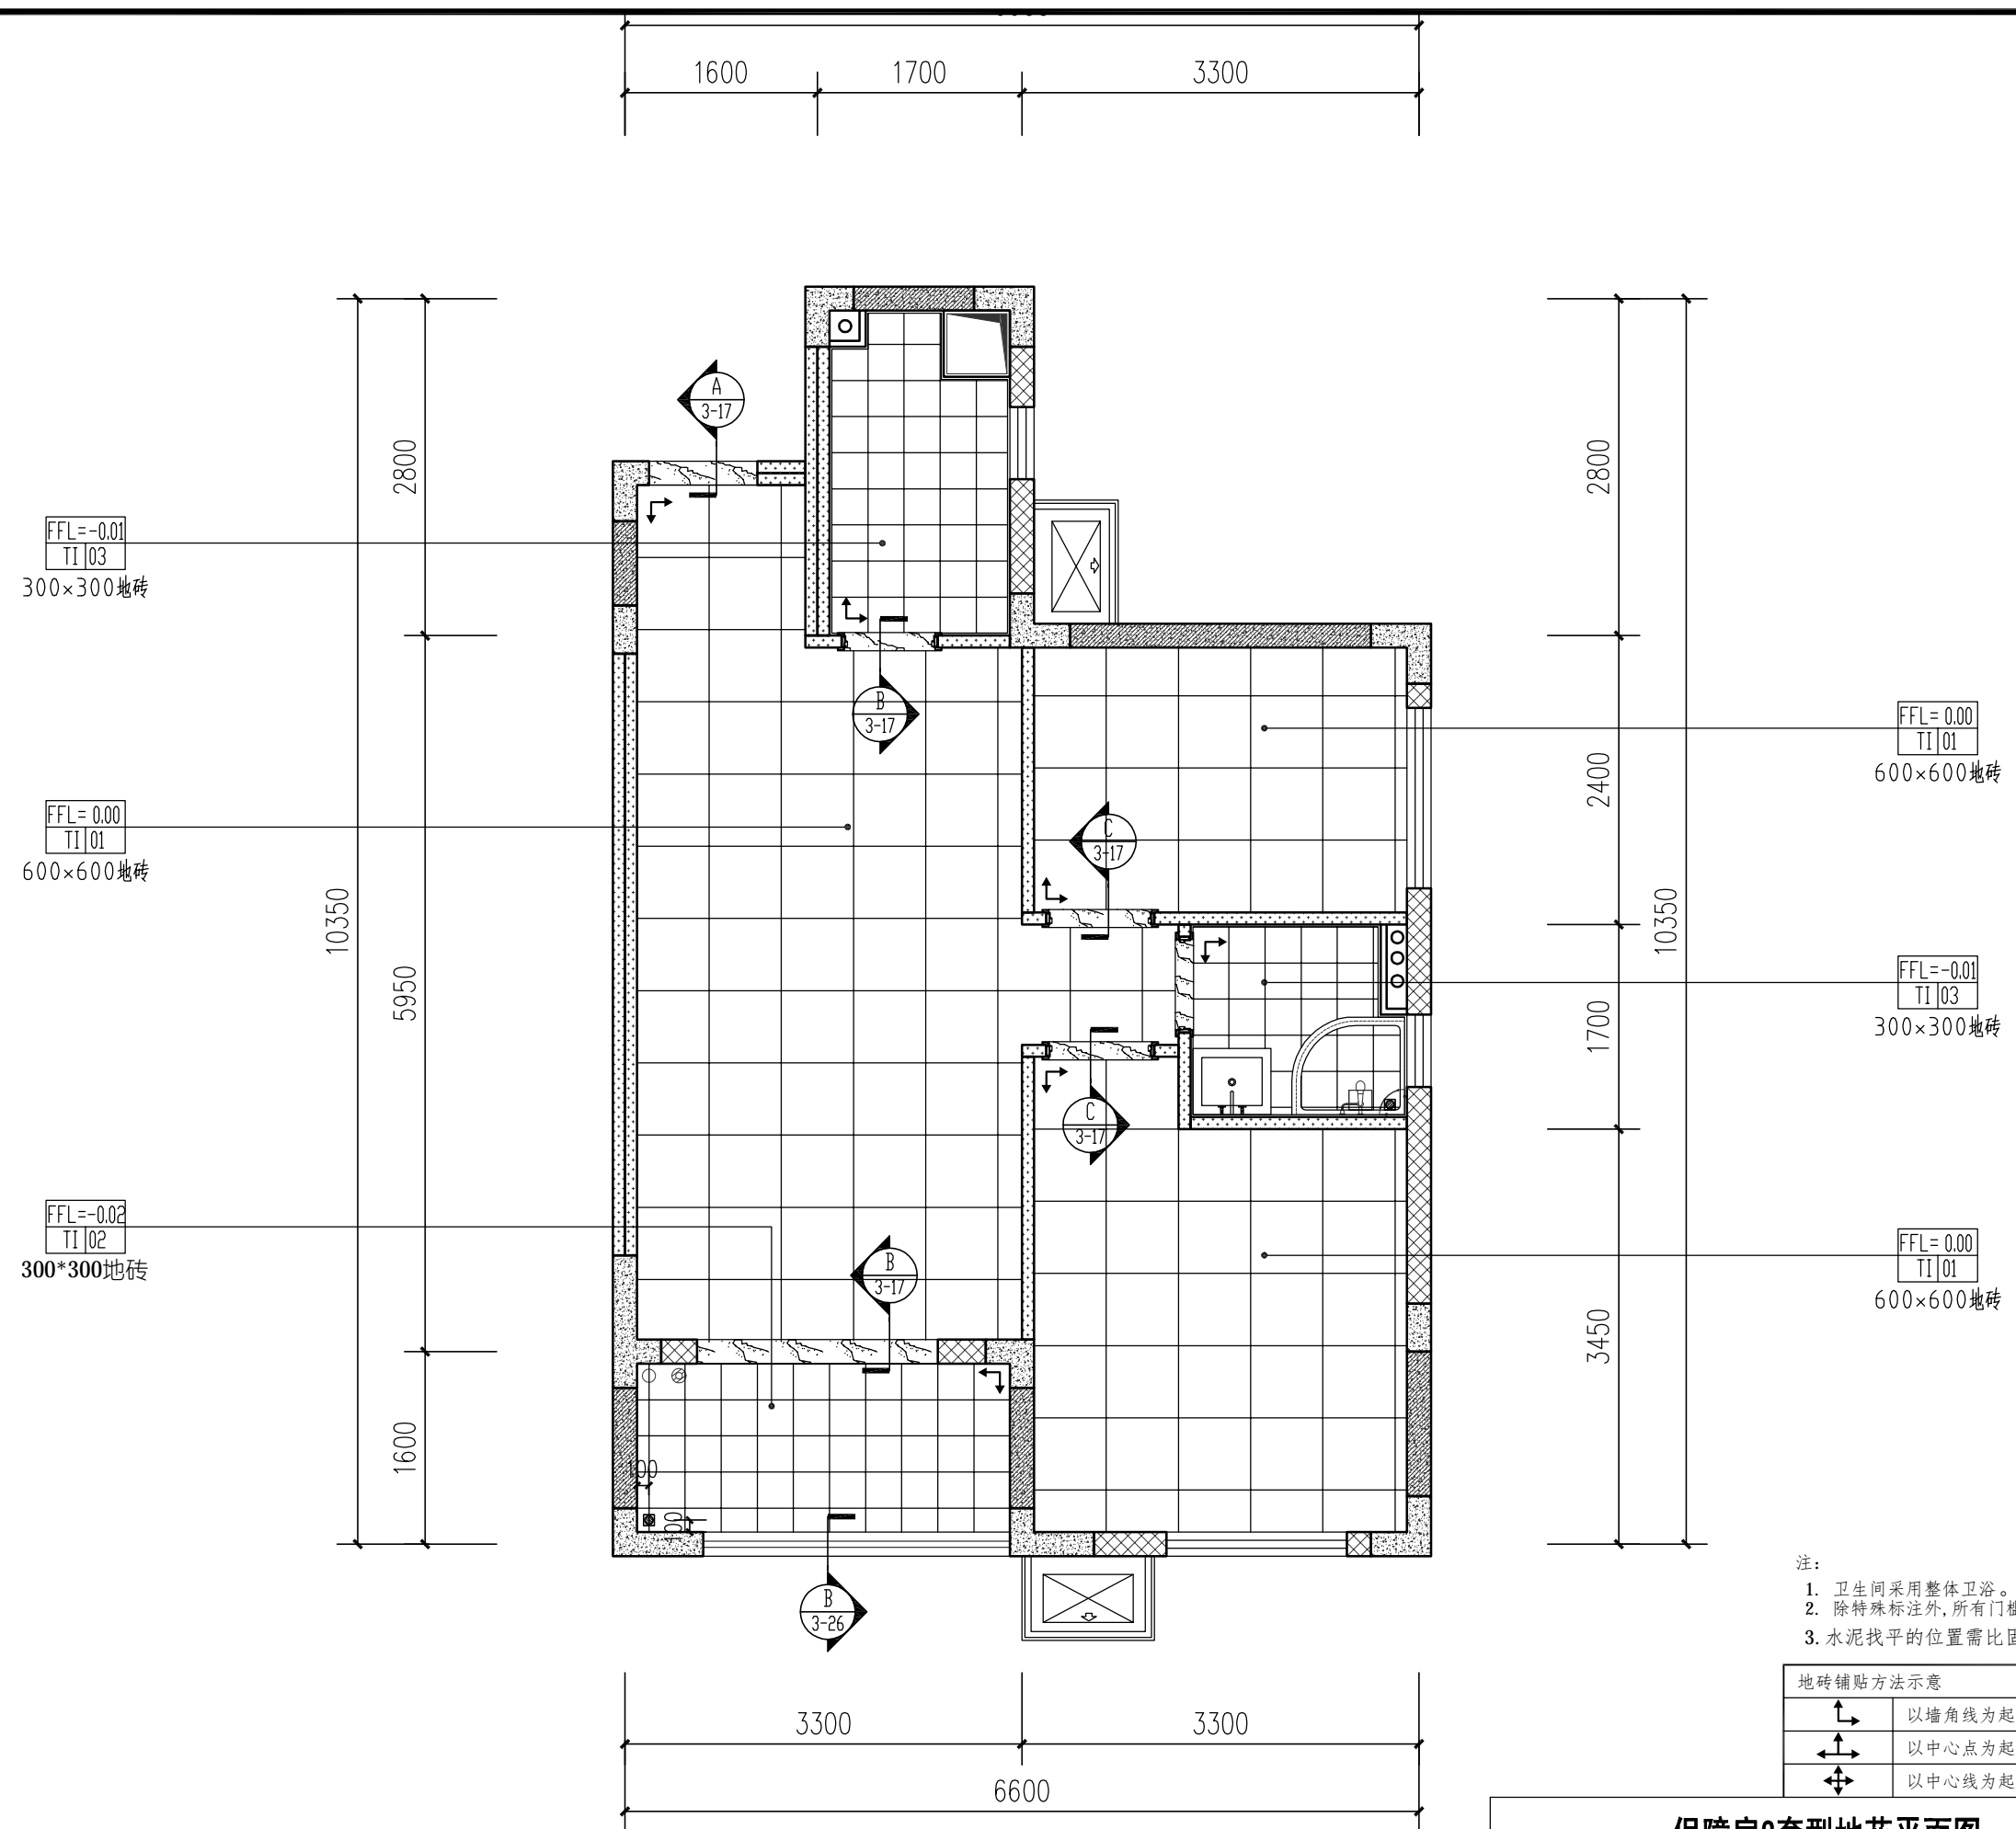 1600 1700 3300
A
3-17
2800
2800
FFL=-0.01
TI 03
300×300地砖
B
3-17
FFL= 0.00
TI 01
600×600地砖
2400
FFL= 0.00
TI 01
600×600地砖
C
3-17
10350
10350
5950
FFL=-0.01
TI 03
300×300地砖
1700
C
3-17
FFL=-0.02
TI 02
300*300地砖
B
3-17
FFL= 0.00
TI 01
600×600地砖
3450
1600
100
100
B
3-26
注:
1. 卫生间采用整体卫浴。
2. 除特殊标注外,所有门
3. 水泥找平的位置需比
地砖铺贴方法示意
以墙角线为起
以中心点为起
以中心线为起
3300 3300
6600